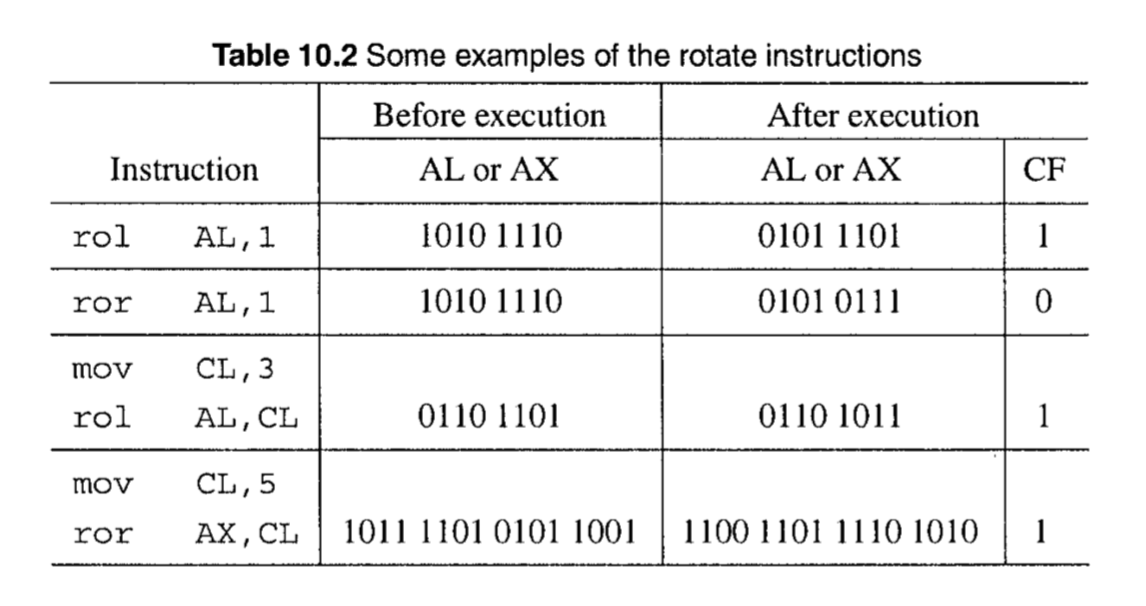 Table 10.2 Some examples of the rotate instructions
Before execution After execution
Instruction AL or AX AL or AX CF
rol AL,1 1010 1110 0101 1101 1
ror AL,1 1010 1110 0101 0111 0
mov CL,3
rol AL,CL 0110 1101 0110 1011 1
mov CL,5
ror AX,CL 1011 1101 0101 1001 1100 1101 1110 1010 1